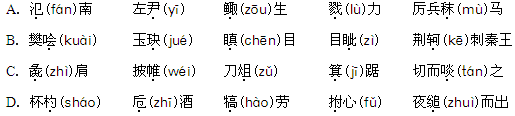 A. 氾(fán)南 左尹(yī) 鲰(zōu)生 戮(lù)力 厉兵秣(mù)马
B. 樊哙(kuài) 玉玦(jué) 瞋(chēn)目 目眦(zì) 荆轲(kē)刺秦王
C. 彘(zhì)肩 披帷(wéi) 刀俎(zǔ) 箕(jī)踞 切而啖(tán)之
D. 杯杓(sháo) 卮(zhī)酒 犒(hào)劳 拊心(fǔ) 夜缒(zhuì)而出